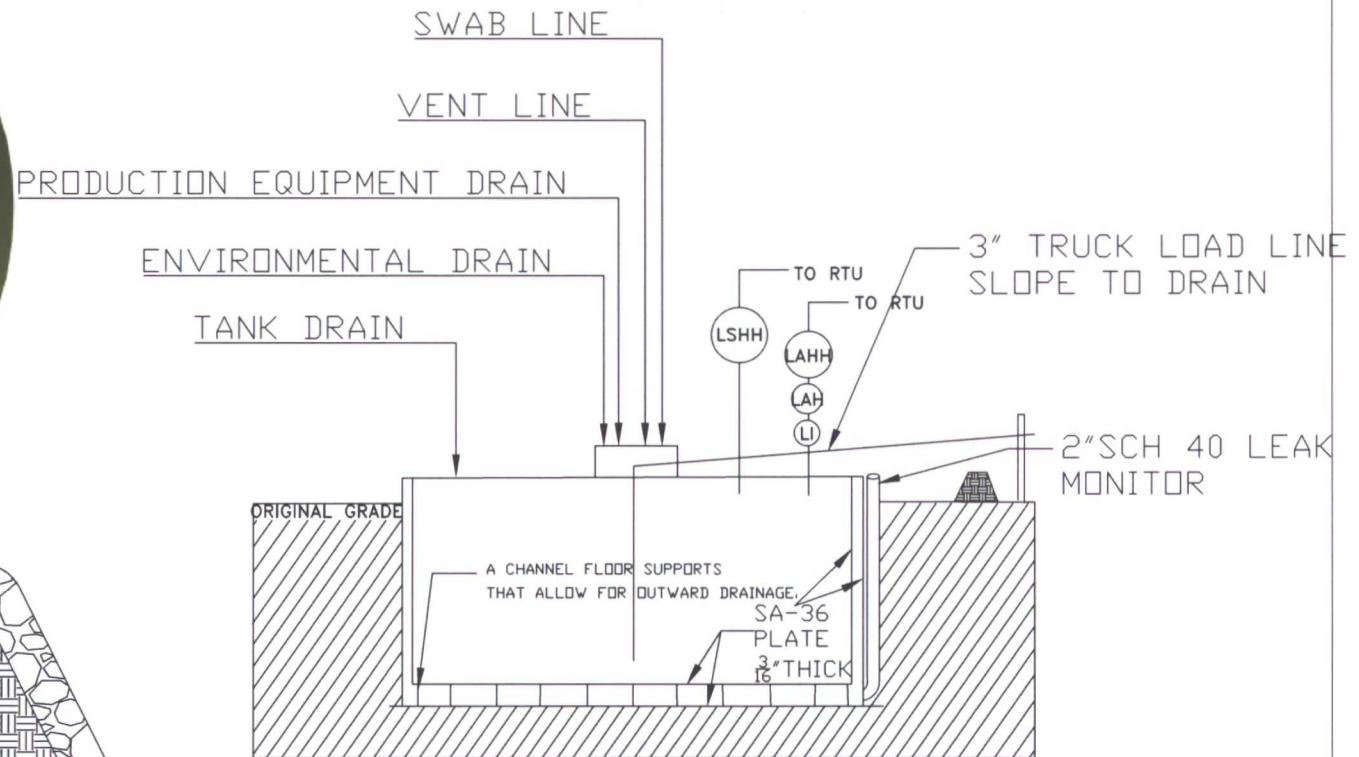 SWAB LINE
VENT LINE
PRODUCTION EQUIPMENT DRAIN
ENVIRONMENTAL DRAIN
TANK DRAIN
3" TRUCK LOAD LINE
SLOPE TO DRAIN
TO RTU
TO RTU
LSHH
LAHH
LAH
LI
2"SCH 40 LEAK
MONITOR
ORIGINAL GRADE
A CHANNEL FLOOR SUPPORTS
THAT ALLOW FOR OUTWARD DRAINAGE.
SA-36
PLATE
3/16" THICK